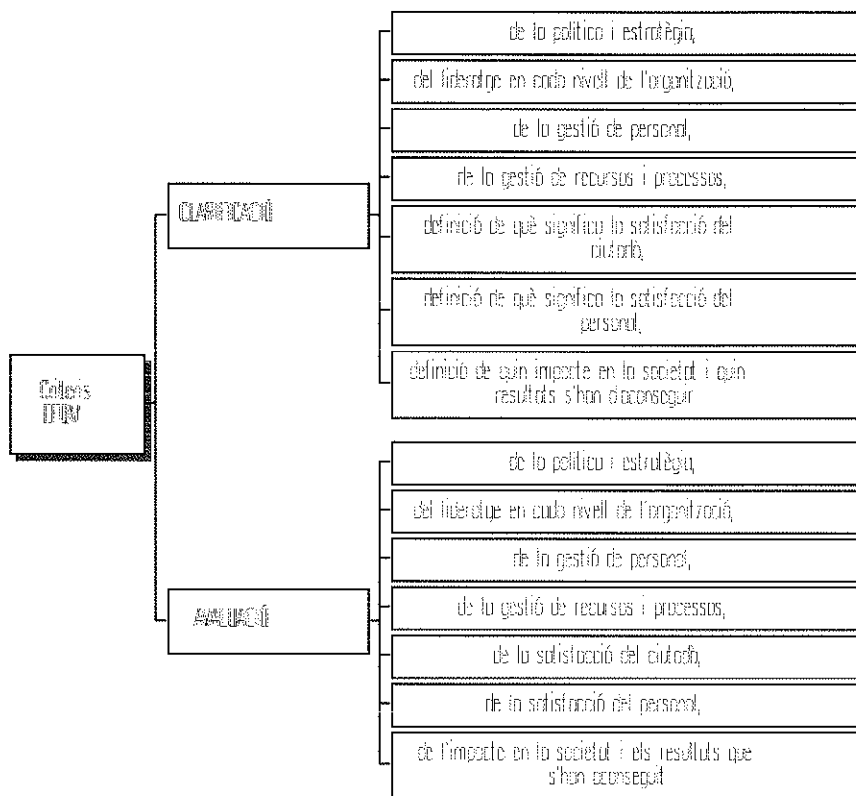 de la política i estratègia,
del lideratge en cada nivell de l'organització,
de la gestió de personal,
de la gestió de recursos i processos,
CLARIFICACIÓ
definició de què significa la satisfacció del
ciutadà,
definició de què significa la satisfacció del
personal,
definició de quin impacte en la societat i quin
resultats s'han d'aconseguir
Criteris
EFQM
de la política i estratègia,
del lideratge en cada nivell de l'organització,
de la gestió de personal,
de la gestió de recursos i processos,
AVALUACIÓ
de la satisfacció del ciutadà,
de la satisfacció del personal,
de l'impacte en la societat i els resultats que
s'han aconseguit